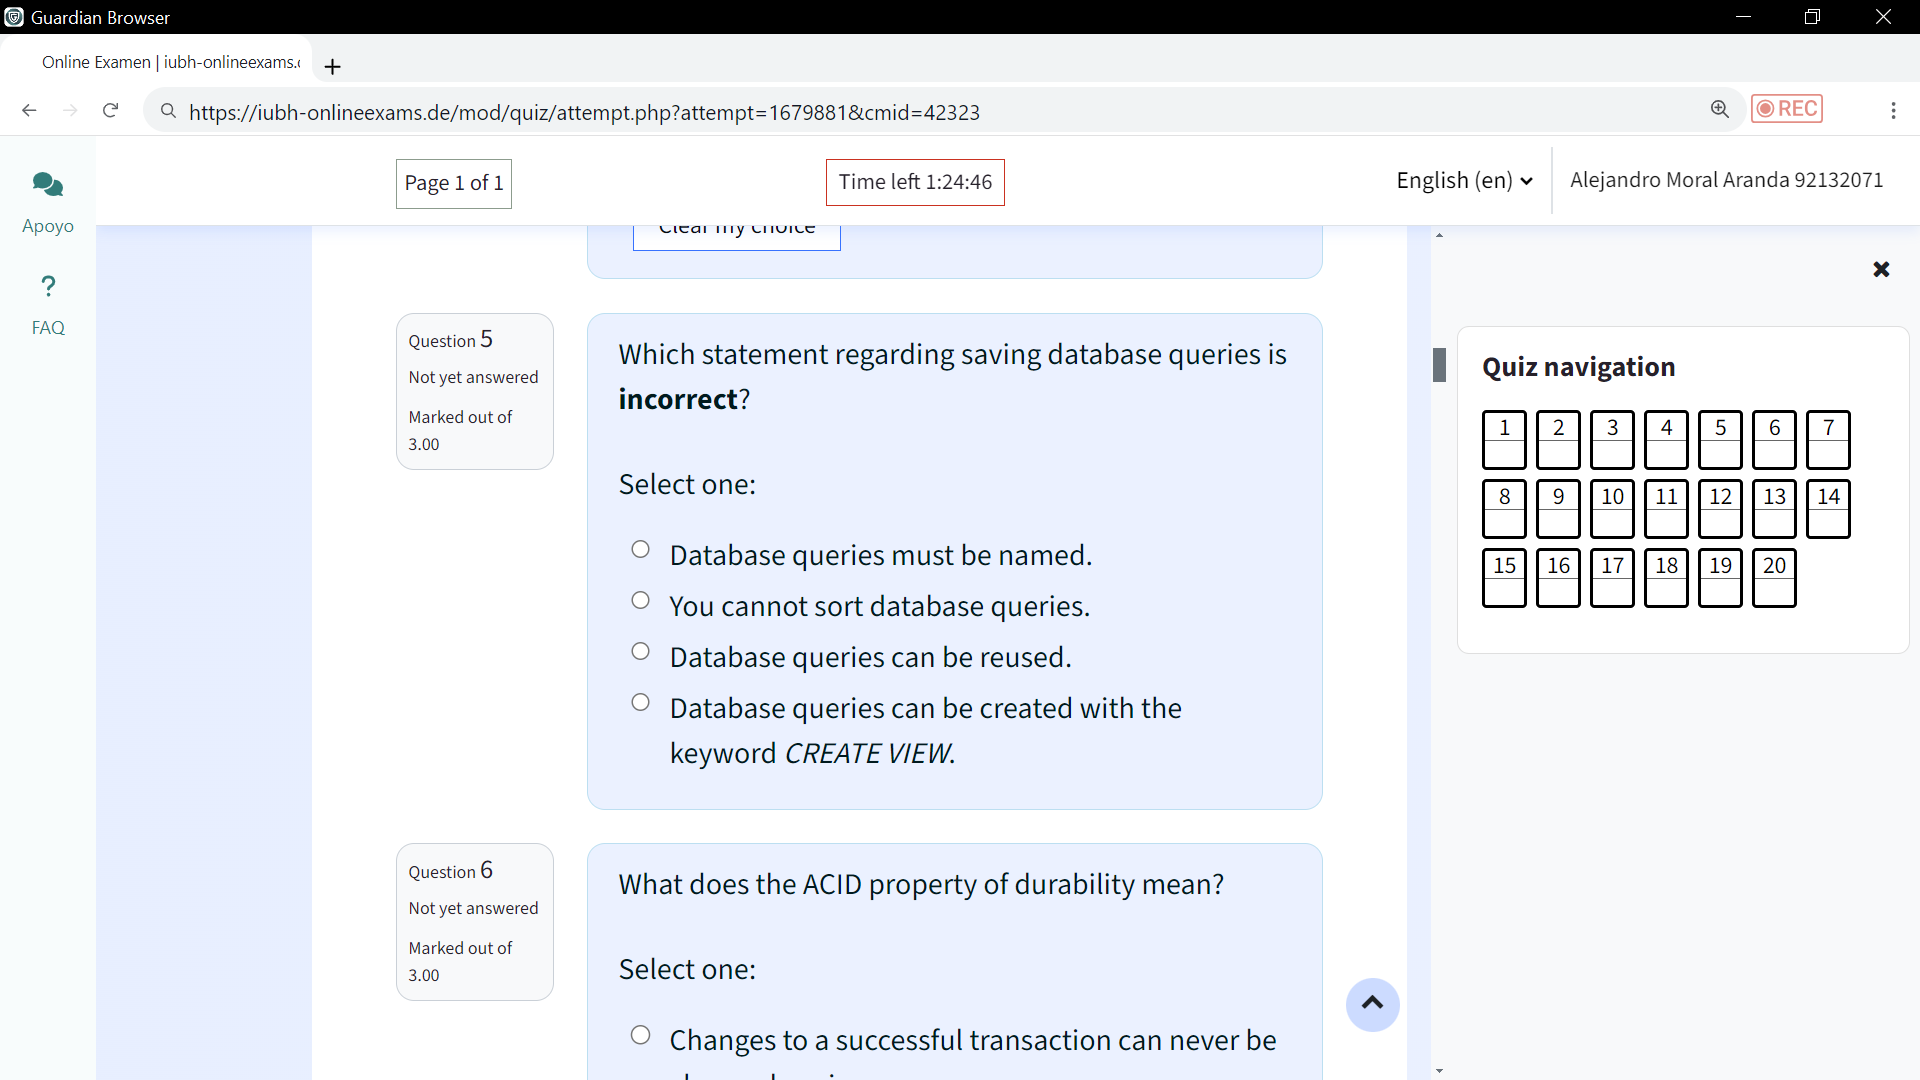 Guardian Browser
Online Examen | iubh-onlineexams.
https://iubh-onlineexams.de/mod/quiz/attempt.php?attempt=1679881&cmid=42323
REC
Page 1 of 1
Time left 1:24:46
English (en)
Alejandro Moral Aranda 92132071
Apoyo
?
FAQ
Clear my choice
Question 5
Not yet answered
Marked out of
3.00
Which statement regarding saving database queries is
incorrect?
Select one:
Database queries must be named.
You cannot sort database queries.
Database queries can be reused.
Database queries can be created with the
keyword CREATE VIEW.
Question 6
Not yet answered
Marked out of
3.00
What does the ACID property of durability mean?
Select one:
Changes to a successful transaction can never be
Quiz navigation
1 2 3 4 5 6 7
8 9 10 11 12 13 14
15 16 17 18 19 20